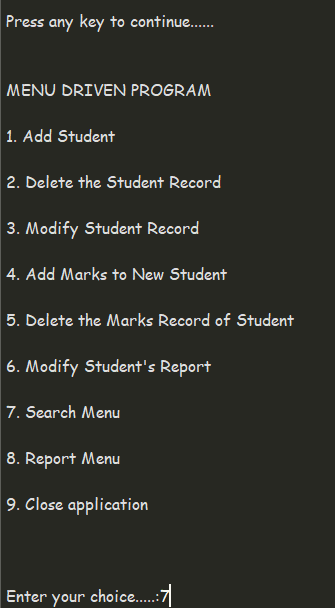 Press any key to continue......
MENU DRIVEN PROGRAM
1. Add Student
2. Delete the Student Record
3. Modify Student Record
4. Add Marks to New Student
5. Delete the Marks Record of Student
6. Modify Student's Report
7. Search Menu
8. Report Menu
9. Close application
Enter your choice.....:7